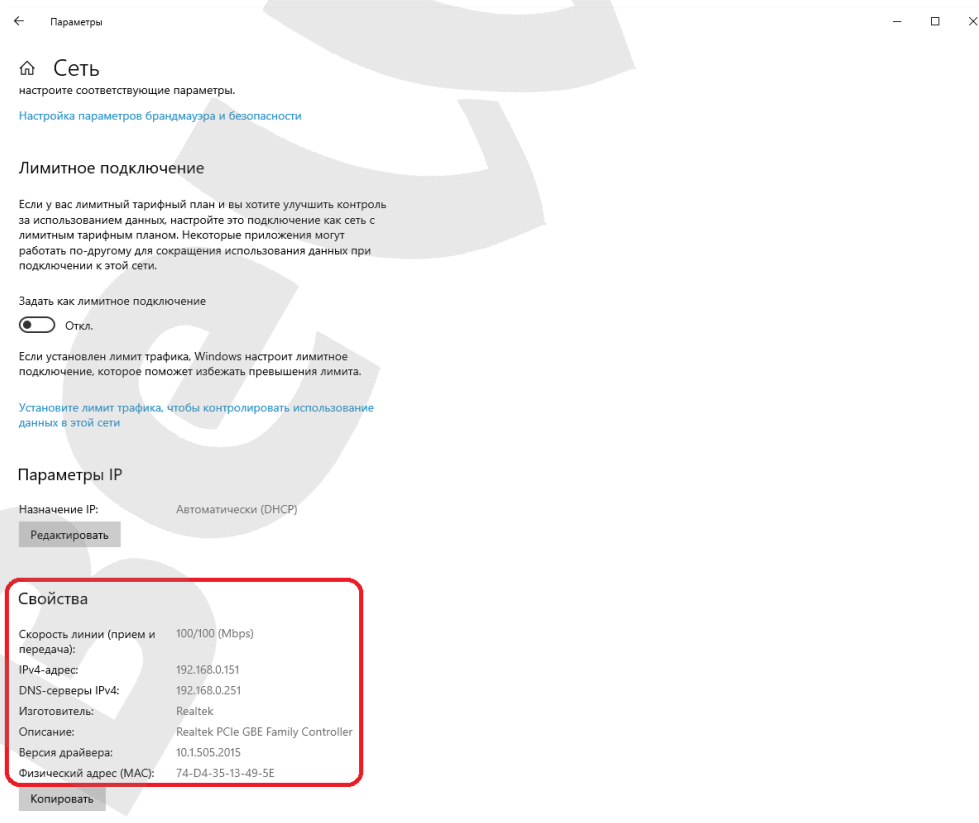 Параметры
Сеть
настроите соответствующие параметры.
Настройка параметров брандмауэра и безопасности
Лимитное подключение
Если у вас лимитный тарифный план и вы хотите улучшить контроль
за использованием данных, настройте это подключение как сеть с
лимитным тарифным планом. Некоторые приложения могут
работать по-другому для сокращения использования данных при
подключении к этой сети.
Задать как лимитное подключение
Откл.
Если установлен лимит трафика, Windows настроит лимитное
подключение, которое поможет избежать превышения лимита.
Установите лимит трафика, чтобы контролировать использование
данных в этой сети
Параметры IP
Назначение IP: Автоматически (DHCP)
Редактировать
Свойства
Скорость линии (прием и 100/100 (Mbps)
передача):
IPv4-адрес: 192.168.0.151
DNS-серверы IPv4: 192.168.0.251
Изготовитель: Realtek
Описание: Realtek PCIe GBE Family Controller
Версия драйвера: 10.1.505.2015
Физический адрес (MAC): 74-D4-35-13-49-5E
Копировать